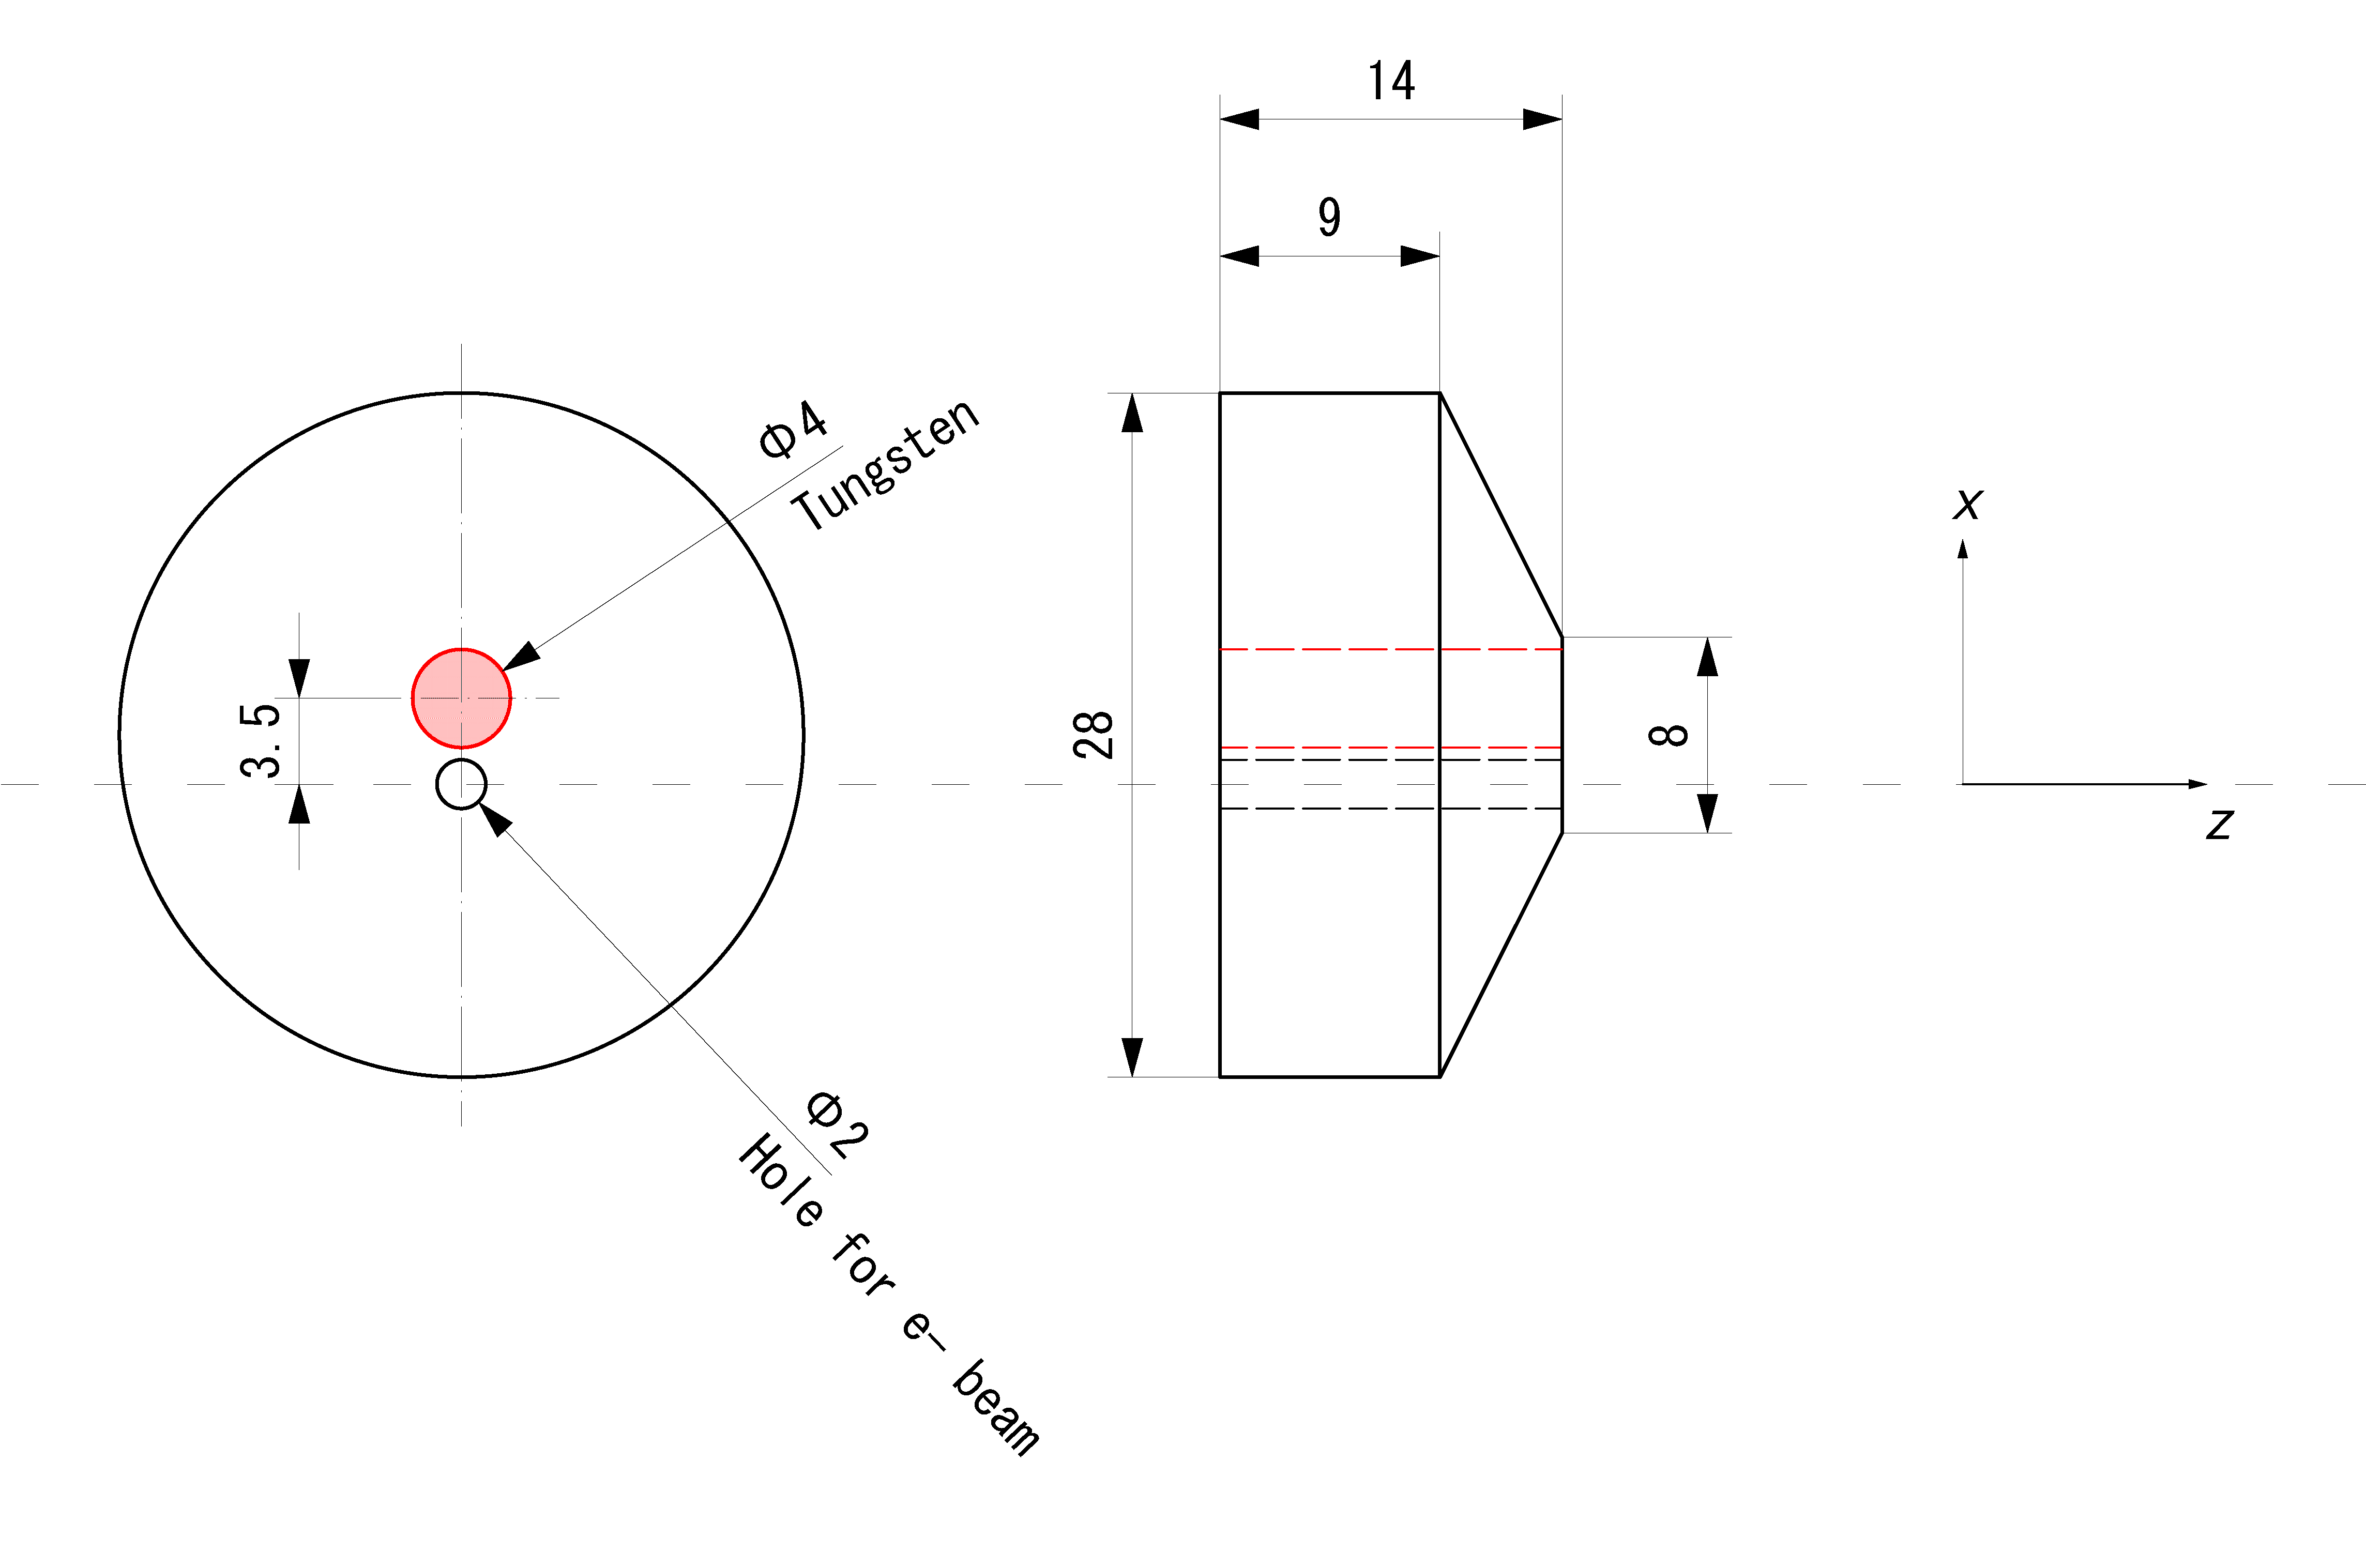 14
9
Φ4
Tungsten
3.5
28
8
x
z
Φ2
Hole for e- beam